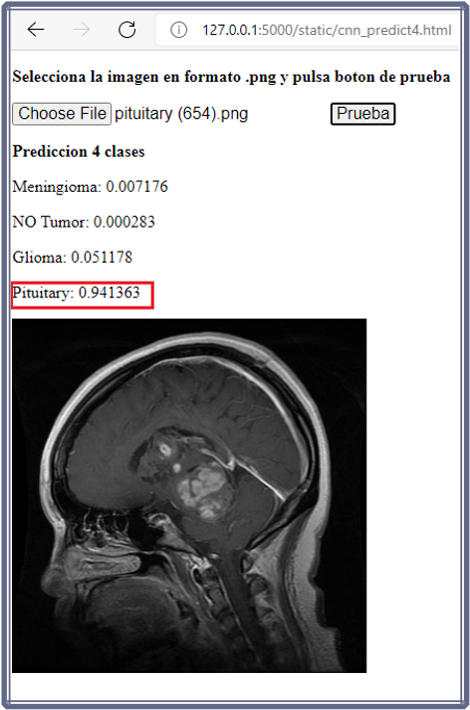 127.0.0.1:5000/static/cnn_predict4.html
Selecciona la imagen en formato .png y pulsa boton de prueba
Choose File pituitary (654).png Prueba
Prediccion 4 clases
Meningioma: 0.007176
NO Tumor: 0.000283
Glioma: 0.051178
Pituitary: 0.941363